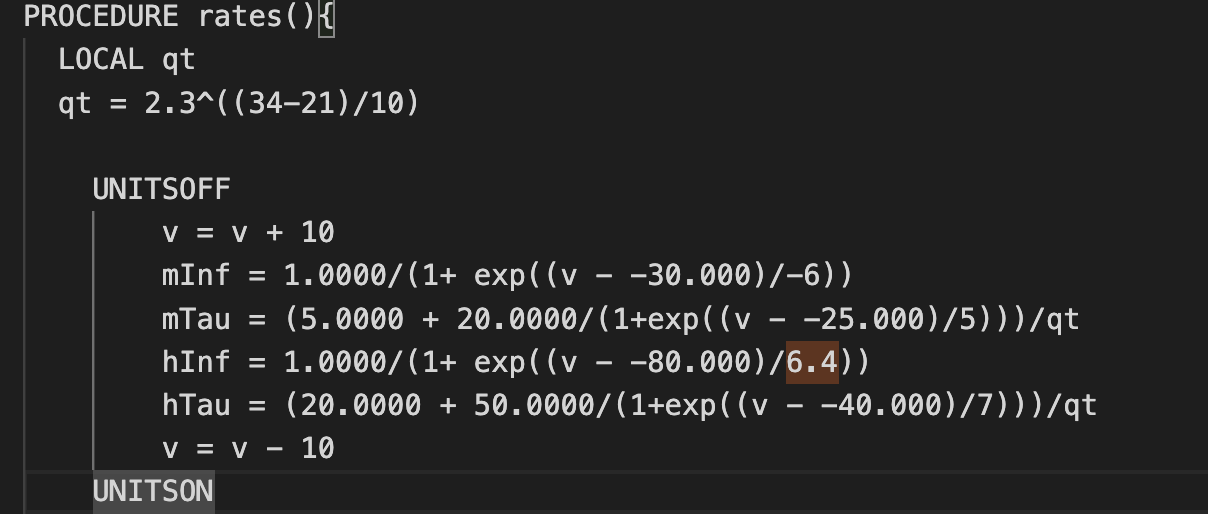 PROCEDURE rates(){
LOCAL qt
qt = 2.3^((34-21)/10)
UNITSOFF
v = v + 10
mInf = 1.0000/(1+ exp((v - -30.000)/-6))
mTau = (5.0000 + 20.0000/(1+exp((v - -25.000)/5)))/qt
hInf = 1.0000/(1+ exp((v - -80.000)/6.4))
hTau = (20.0000 + 50.0000/(1+exp((v - -40.000)/7)))/qt
v = v - 10
UNITSON